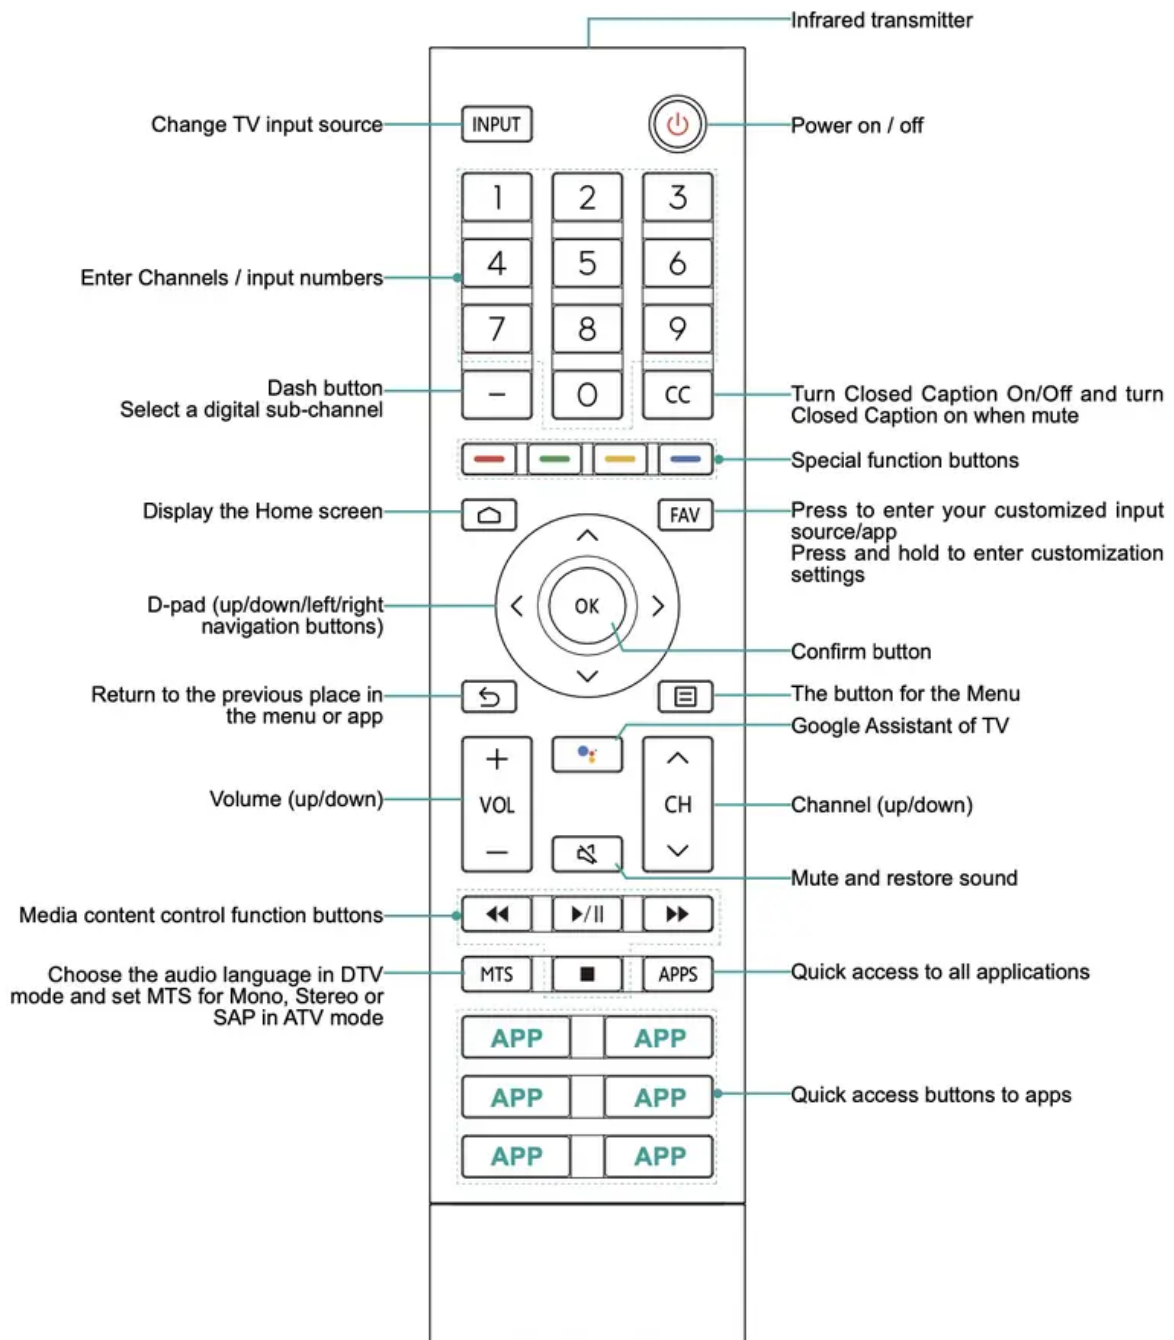 Infrared transmitter
Change TV input source
INPUT
Power on / off
1 2 3
4 5 6
Enter Channels / input numbers
7 8 9
Dash button
Select a digital sub-channel
– 0 CC
Turn Closed Caption On/Off and turn
Closed Caption on when mute
Special function buttons
Display the Home screen
FAV
Press to enter your customized input
source/app
Press and hold to enter customization
settings
D-pad (up/down/left/right
navigation buttons)
OK
Confirm button
Return to the previous place in
the menu or app
The button for the Menu
Google Assistant of TV
Volume (up/down)
+
VOL
–
CH
Channel (up/down)
Mute and restore sound
Media content control function buttons
Choose the audio language in DTV
mode and set MTS for Mono, Stereo or
SAP in ATV mode
MTS
APPS
Quick access to all applications
APP APP
APP APP
Quick access buttons to apps
APP APP